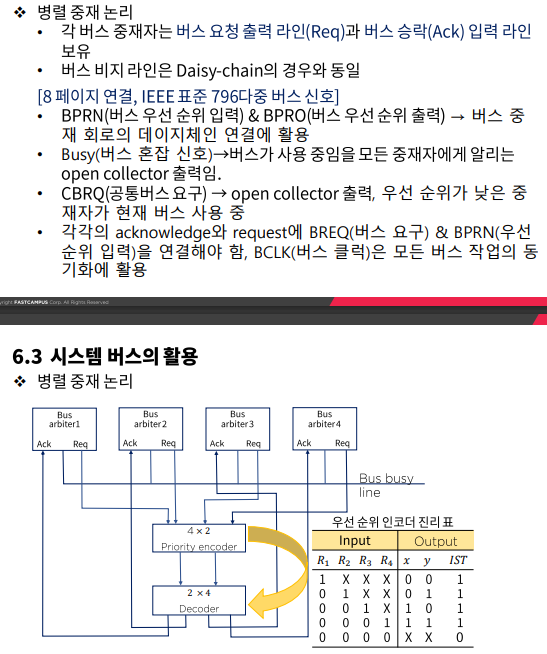 ❖ 병렬 중재 논리
• 각 버스 중재자는 버스 요청 출력 라인(Req)과 버스 승락(Ack) 입력 라인
보유
• 버스 비지 라인은 Daisy-chain의 경우와 동일
[8 페이지 연결, IEEE 표준 796다중 버스 신호]
• BPRN(버스 우선 순위 입력) & BPRO(버스 우선 순위 출력) → 버스 중
재 회로의 데이지체인 연결에 활용
• Busy(버스 혼잡 신호)→버스가 사용 중임을 모든 중재자에게 알리는
open collector 출력임.
• CBRQ(공통버스요구) → open collector 출력, 우선 순위가 낮은 중
재자가 현재 버스 사용 중
• 각각의 acknowledge와 request에 BREQ(버스 요구) & BPRN(우선
순위 입력)을 연결해야 함, BCLK(버스 클럭)은 모든 버스 작업의 동
기화에 활용
right FASTCAMPUS Corp. All Rights Reserved
6.3 시스템 버스의 활용
❖ 병렬 중재 논리
Bus arbiter1
Ack Req
Bus arbiter2
Ack Req
Bus arbiter3
Ack Req
Bus arbiter4
Ack Req
Bus busy
line
4 × 2
Priority encoder
2 × 4
Decoder
우선 순위 인코더 진리 표
Input Output
R1 R2 R3 R4 x y IST
1 X X X 0 0 1
0 1 X X 0 1 1
0 0 1 X 1 0 1
0 0 0 1 1 1 1
0 0 0 0 X X 0